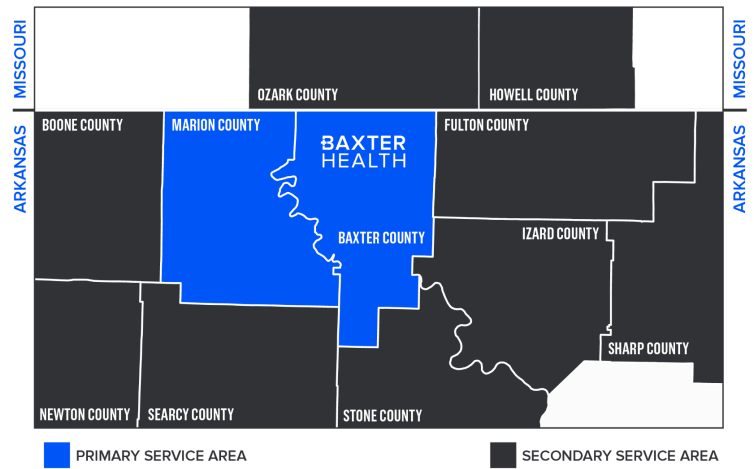 MISSOURI
MISSOURI
OZARK COUNTY
HOWELL COUNTY
ARKANSAS
ARKANSAS
BOONE COUNTY
MARION COUNTY
BAXTER
HEALTH
FULTON COUNTY
BAXTER COUNTY
IZARD COUNTY
SHARP COUNTY
NEWTON COUNTY
SEARCY COUNTY
STONE COUNTY
PRIMARY SERVICE AREA
SECONDARY SERVICE AREA